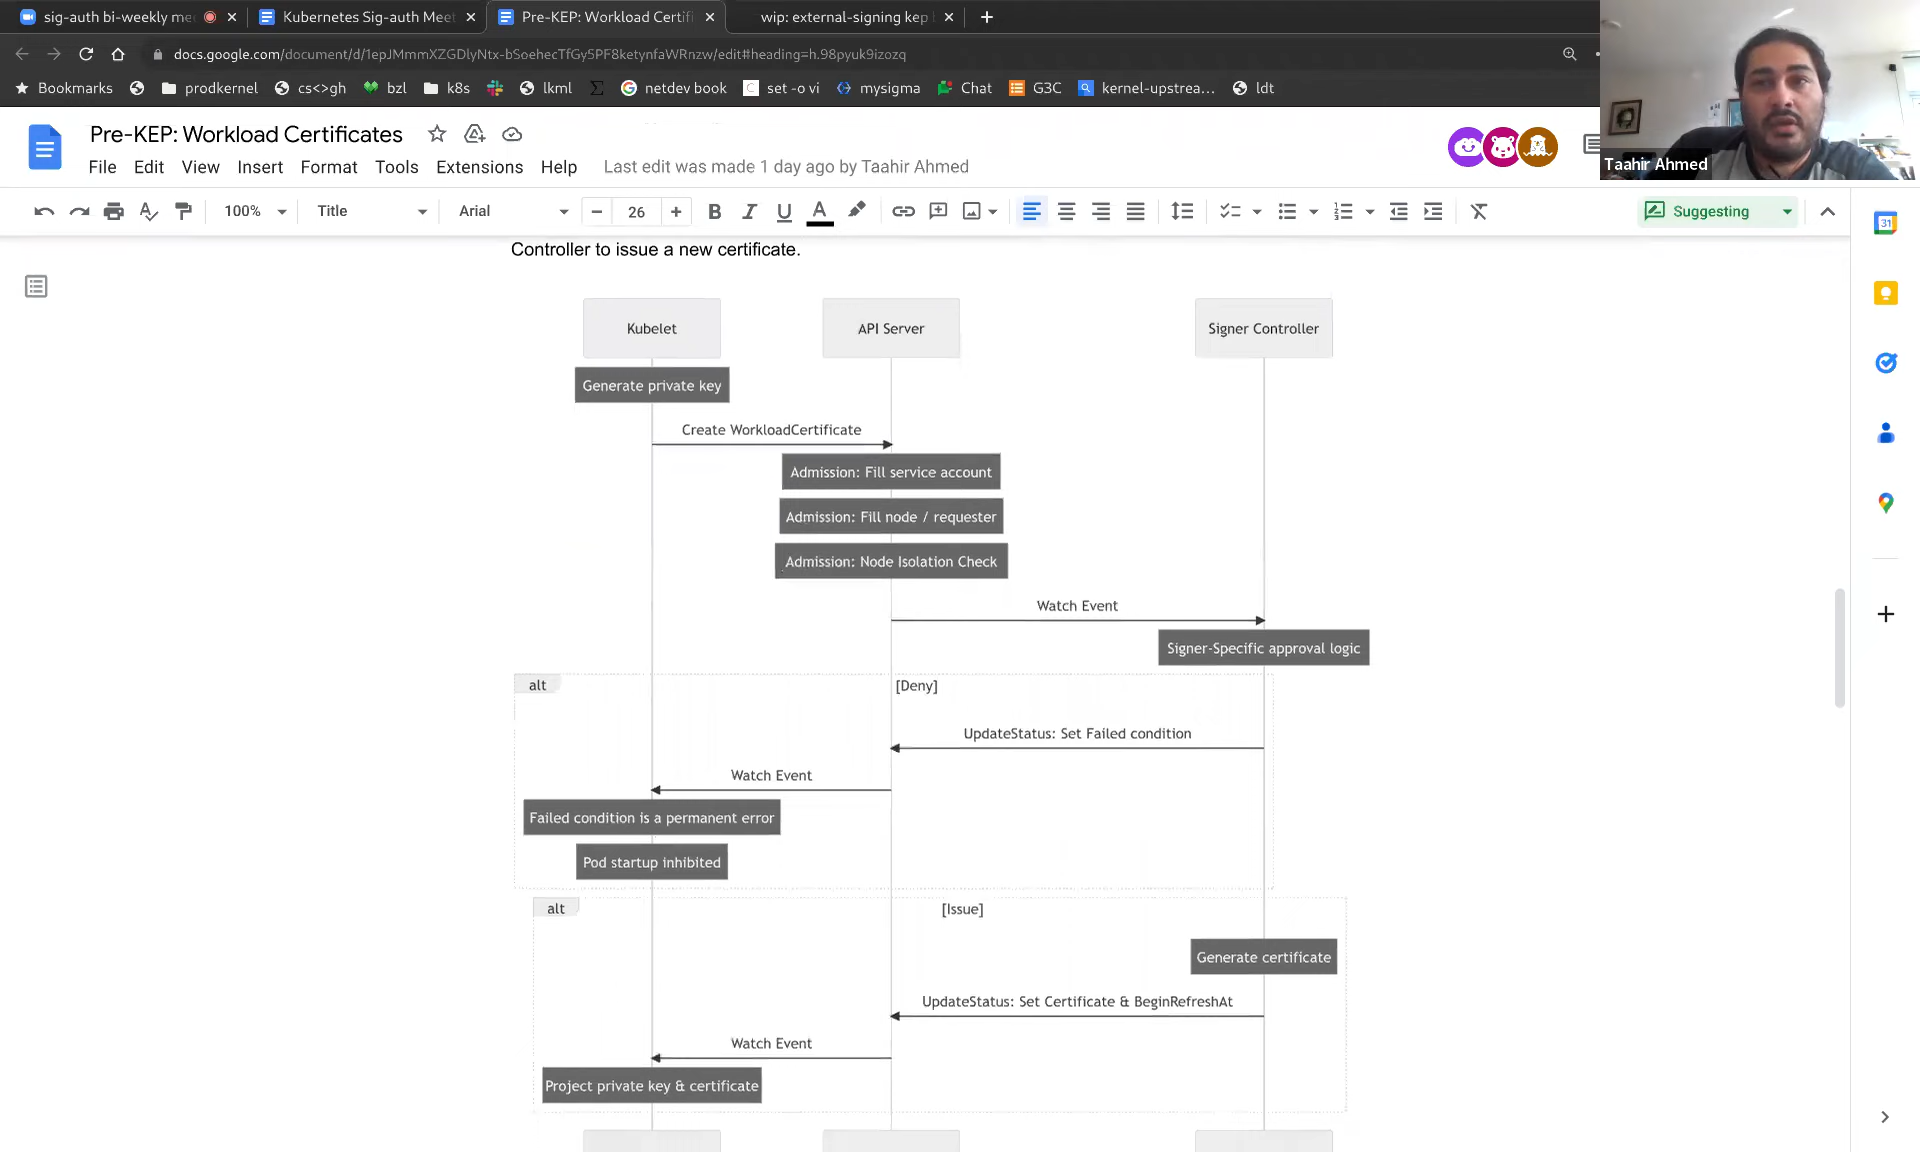 sig-auth bi-weekly me
Kubernetes Sig-auth Meet
Pre-KEP: Workload Certifi
wip: external-signing kep
docs.google.com/document/d/1epJMmmXZGDlyNtx-bSoehecTfGy5PF8ketynfaWRnzw/edit#heading=h.98pyuk9izozq
Bookmarks
prodkernel
cs<>gh
bzl
k8s
lkml
netdev book
set -o vi
mysigma
Chat
G3C
kernel-upstrea...
ldt
Taahir Ahmed
Pre-KEP: Workload Certificates
File Edit View Insert Format Tools Extensions Help
Last edit was made 1 day ago by Taahir Ahmed
100%
Title
Arial
26
Suggesting
31
Controller to issue a new certificate.
Kubelet
API Server
Signer Controller
Generate private key
Create WorkloadCertificate
Admission: Fill service account
Admission: Fill node / requester
Admission: Node Isolation Check
Watch Event
Signer-Specific approval logic
alt
[Deny]
UpdateStatus: Set Failed condition
Watch Event
Failed condition is a permanent error
Pod startup inhibited
alt
[Issue]
Generate certificate
UpdateStatus: Set Certificate & BeginRefreshAt
Watch Event
Project private key & certificate